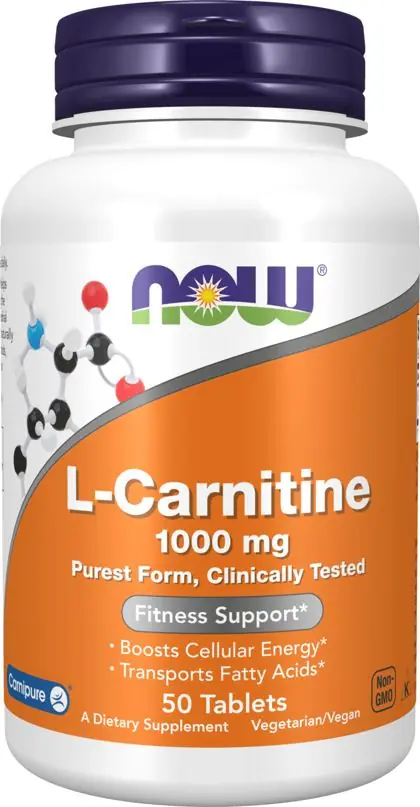 NOW®
L-Carnitine
1000 mg
Purest Form, Clinically Tested
Fitness Support*
• Boosts Cellular Energy*
• Transports Fatty Acids*
50 Tablets
A Dietary Supplement Vegetarian/Vegan
Carnipure
Non-
GMO
K